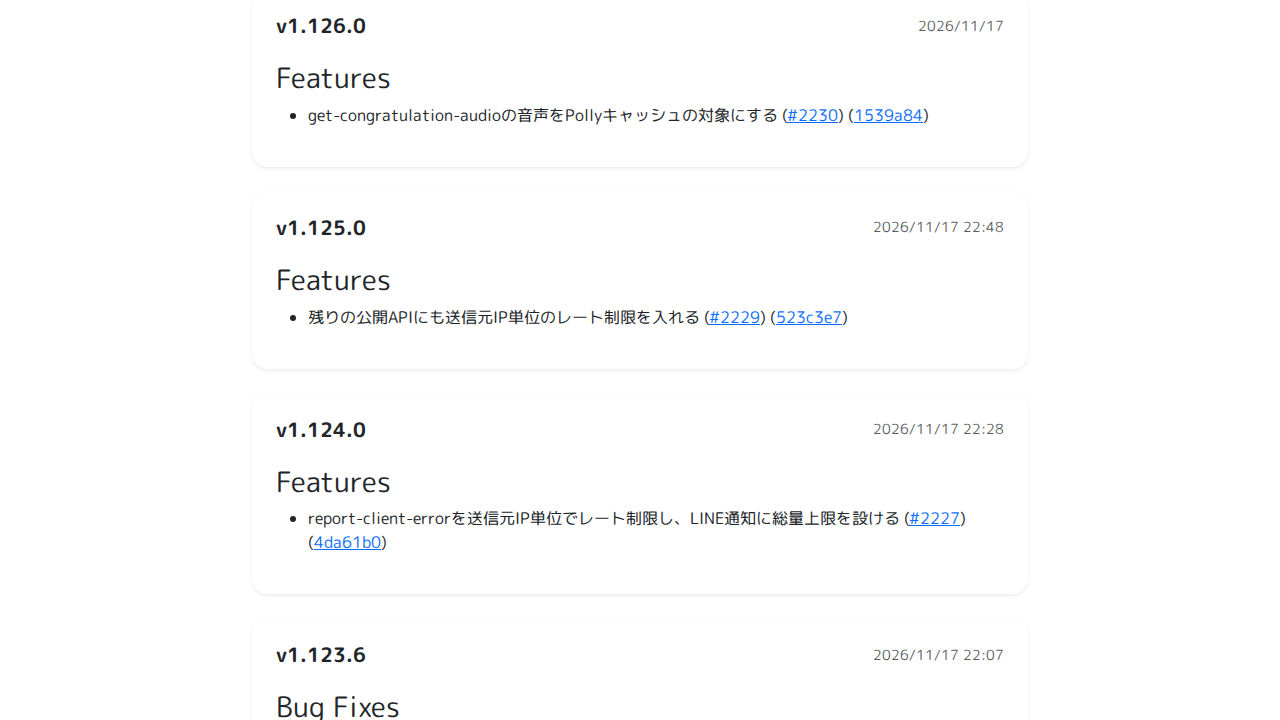 v1.126.0
2026/11/17
Features
get-congratulation-audioの音声をPollyキャッシュの対象にする (#2230) (1539a84)
v1.125.0
2026/11/17 22:48
Features
残りの公開APIにも送信元IP単位のレート制限を入れる (#2229) (523c3e7)
v1.124.0
2026/11/17 22:28
Features
report-client-errorを送信元IP単位でレート制限し、LINE通知に総量上限を設ける (#2227)
(4da61b0)
v1.123.6
2026/11/17 22:07
Bug Fixes